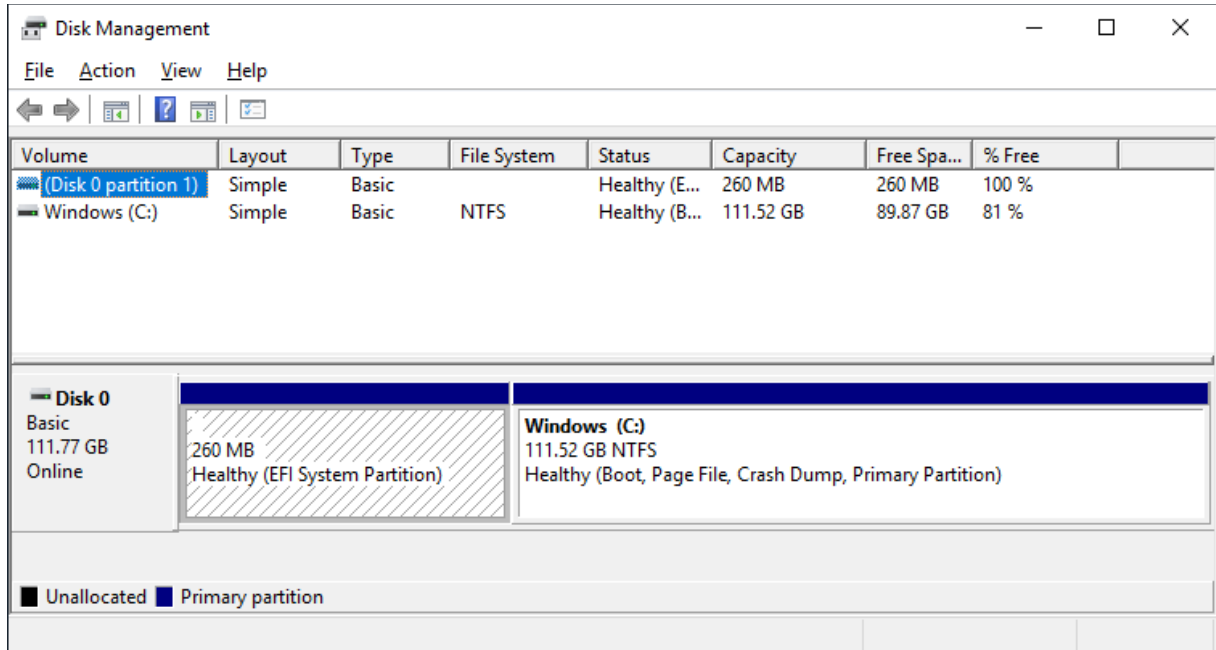 Disk Management
File Action View Help
Volume Layout Type File System Status Capacity Free Spa... % Free
(Disk 0 partition 1) Simple Basic Healthy (E... 260 MB 260 MB 100 %
Windows (C:) Simple Basic NTFS Healthy (B... 111.52 GB 89.87 GB 81 %
Disk 0
Basic
111.77 GB
Online
260 MB
Healthy (EFI System Partition)
Windows (C:)
111.52 GB NTFS
Healthy (Boot, Page File, Crash Dump, Primary Partition)
Unallocated Primary partition